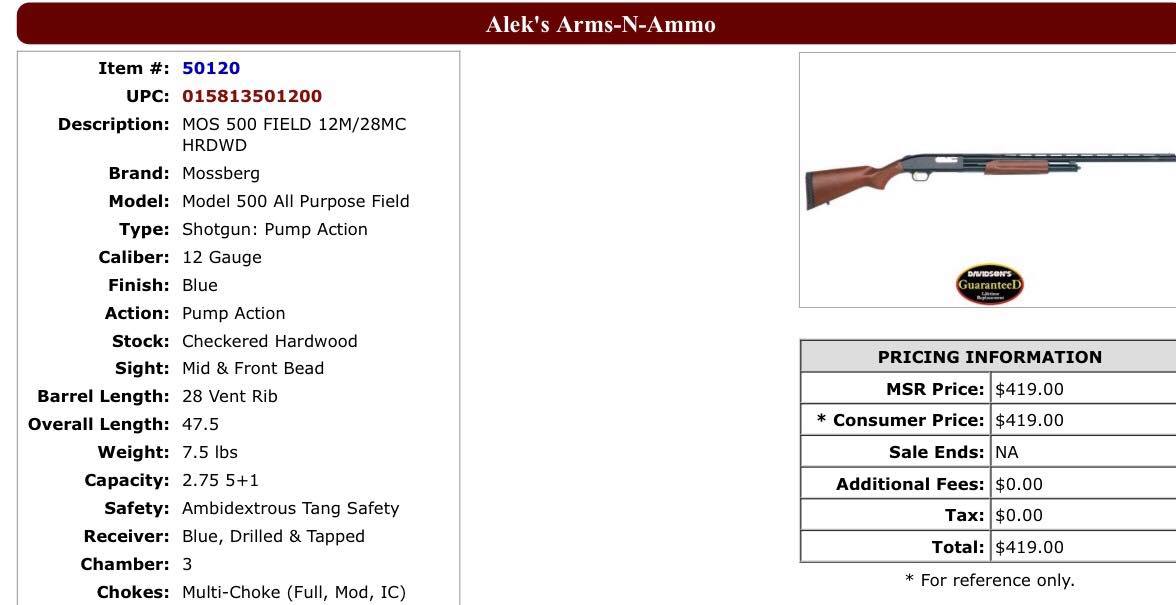 Alek's Arms-N-Ammo
Item #: 50120
UPC: 015813501200
Description: MOS 500 FIELD 12M/28MC
HRDWD
Brand: Mossberg
Model: Model 500 All Purpose Field
Type: Shotgun: Pump Action
Caliber: 12 Gauge
Finish: Blue
Action: Pump Action
Stock: Checkered Hardwood
Sight: Mid & Front Bead
Barrel Length: 28 Vent Rib
Overall Length: 47.5
Weight: 7.5 lbs
Capacity: 2.75 5+1
Safety: Ambidextrous Tang Safety
Receiver: Blue, Drilled & Tapped
Chamber: 3
Chokes: Multi-Choke (Full, Mod, IC)
DAVIDSON'S
GuaranteeD
Lifetime
Replacement
PRICING INFORMATION
MSR Price: $419.00
* Consumer Price: $419.00
Sale Ends: NA
Additional Fees: $0.00
Tax: $0.00
Total: $419.00
* For reference only.